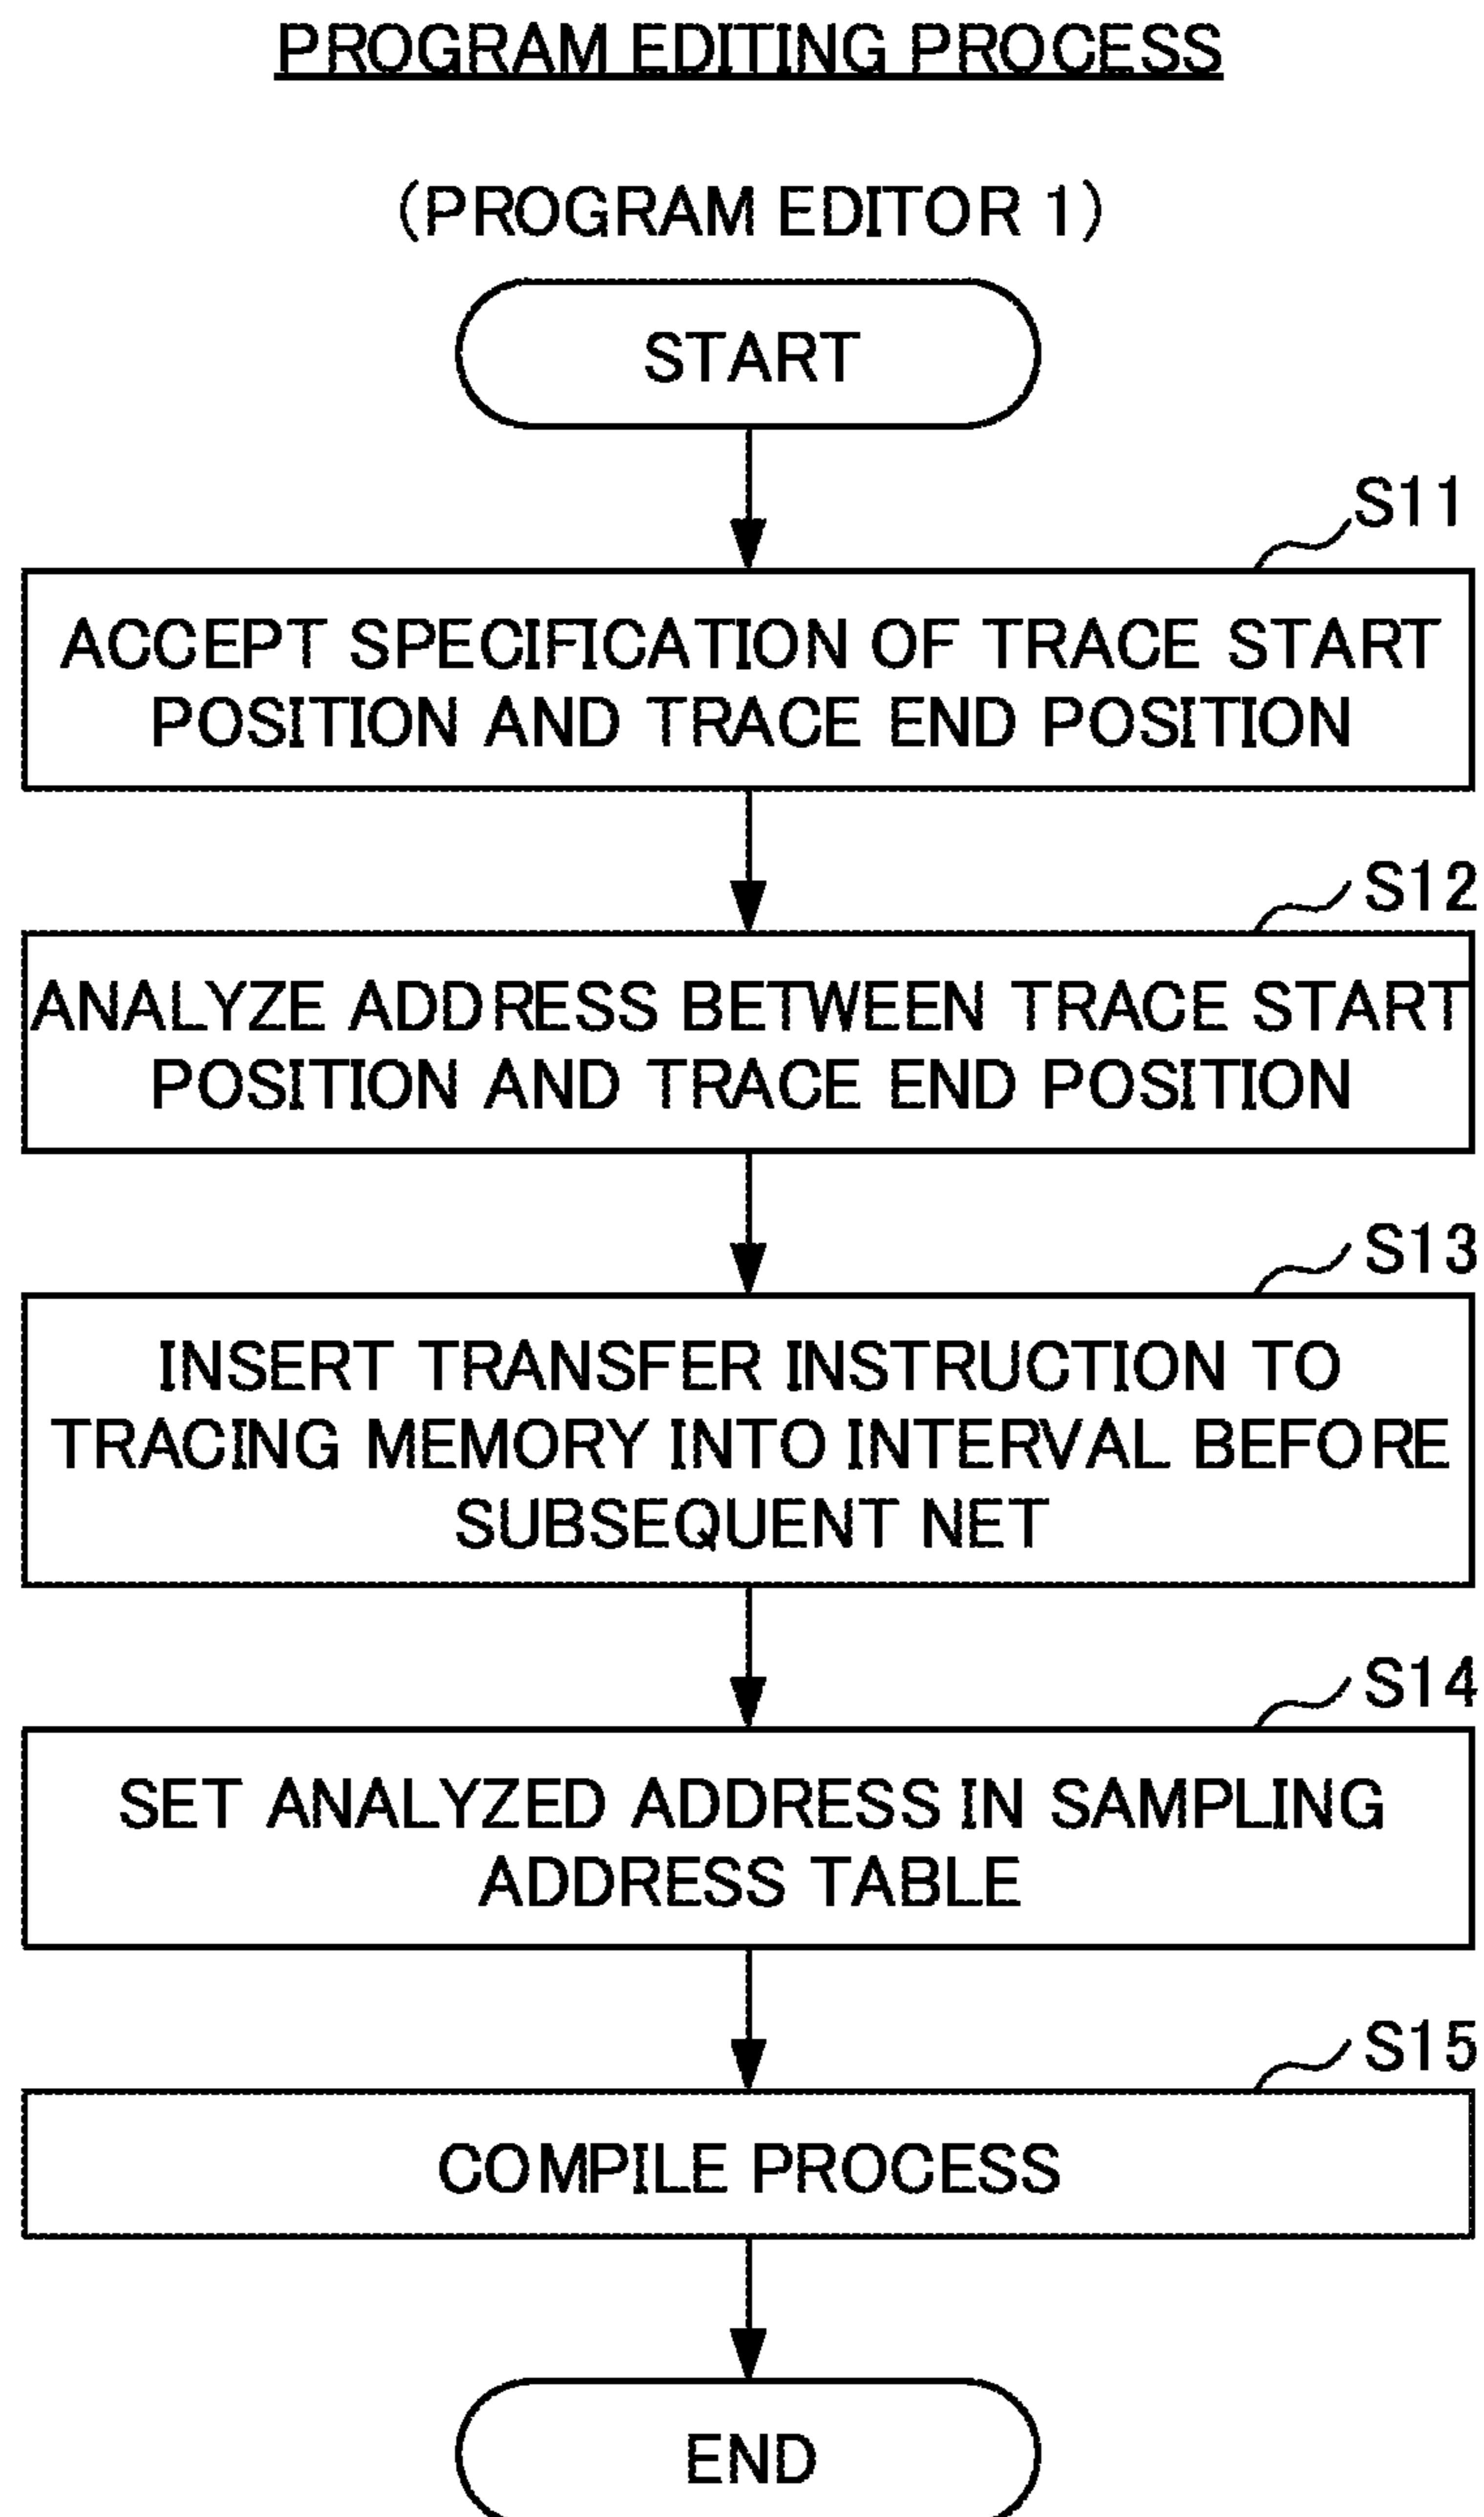 PROGRAM EDITING PROCESS
(PROGRAM EDITOR 1)
START
S11
ACCEPT SPECIFICATION OF TRACE START
POSITION AND TRACE END POSITION
S12
ANALYZE ADDRESS BETWEEN TRACE START
POSITION AND TRACE END POSITION
S13
INSERT TRANSFER INSTRUCTION TO
TRACING MEMORY INTO INTERVAL BEFORE
SUBSEQUENT NET
S14
SET ANALYZED ADDRESS IN SAMPLING
ADDRESS TABLE
S15
COMPILE PROCESS
END